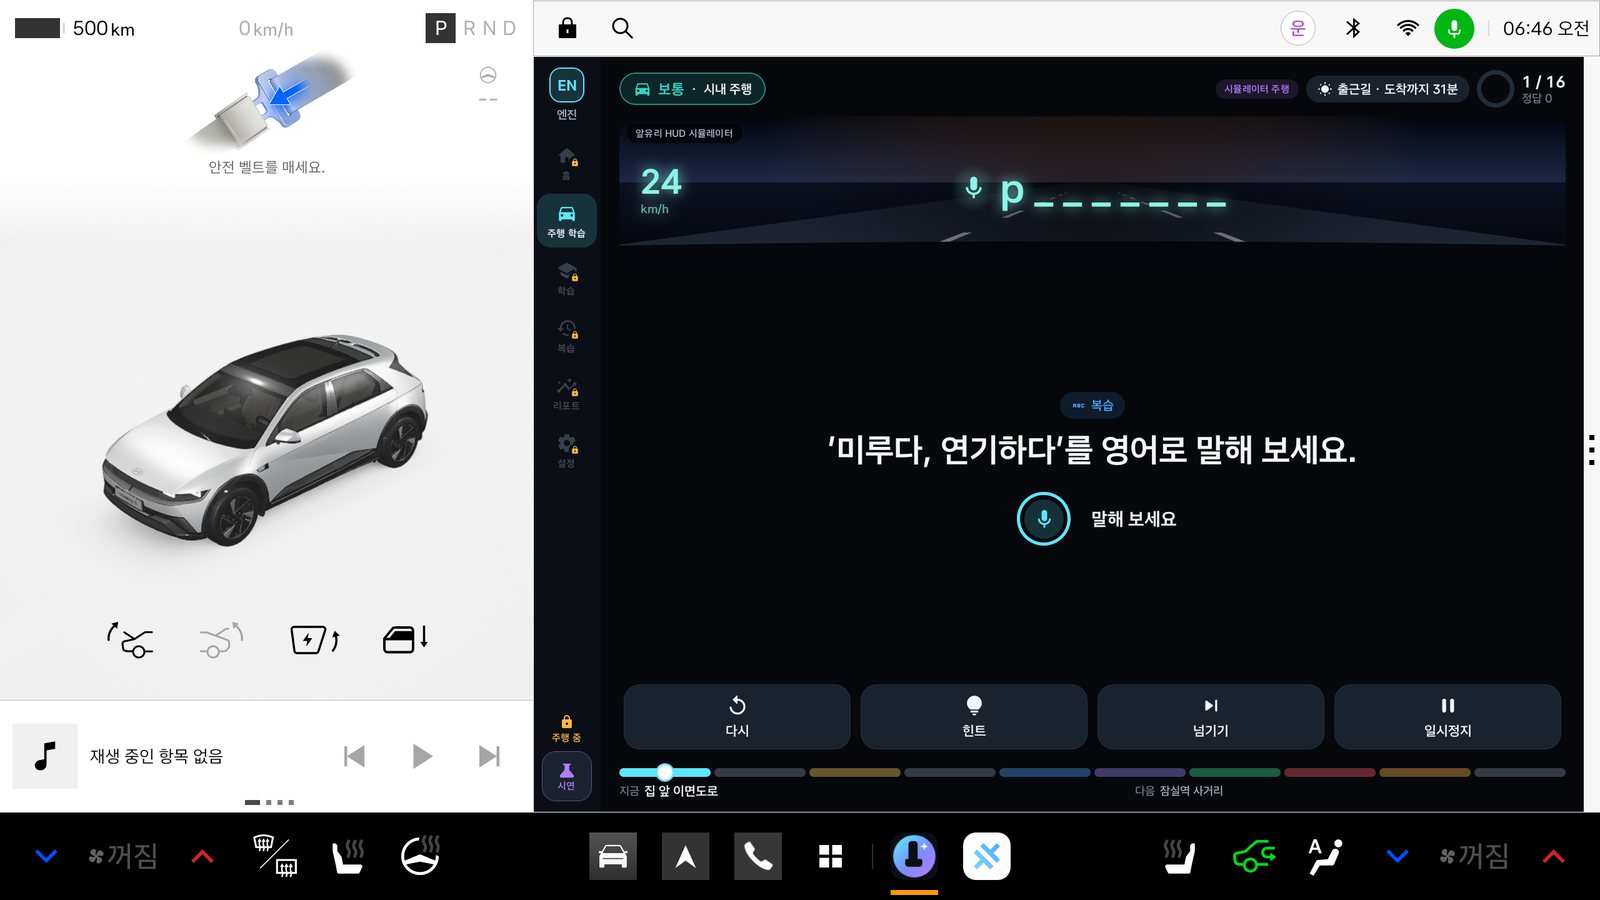 500 km
0 km/h
P R N D
안전 벨트를 매세요.
재생 중인 항목 없음
운
06:46 오전
EN
엔진
홈
주행 학습
학습
복습
리포트
설정
주행 중
시연
보통 · 시내 주행
시뮬레이터 주행
출근길 · 도착까지 31분
1 / 16
정답 0
앞유리 HUD 시뮬레이터
24
km/h
p _ _ _ _ _ _ _
REC 복습
'미루다, 연기하다'를 영어로 말해 보세요.
말해 보세요
다시
힌트
넘기기
일시정지
지금 집 앞 이면도로
다음 잠실역 사거리
꺼짐
A
꺼짐